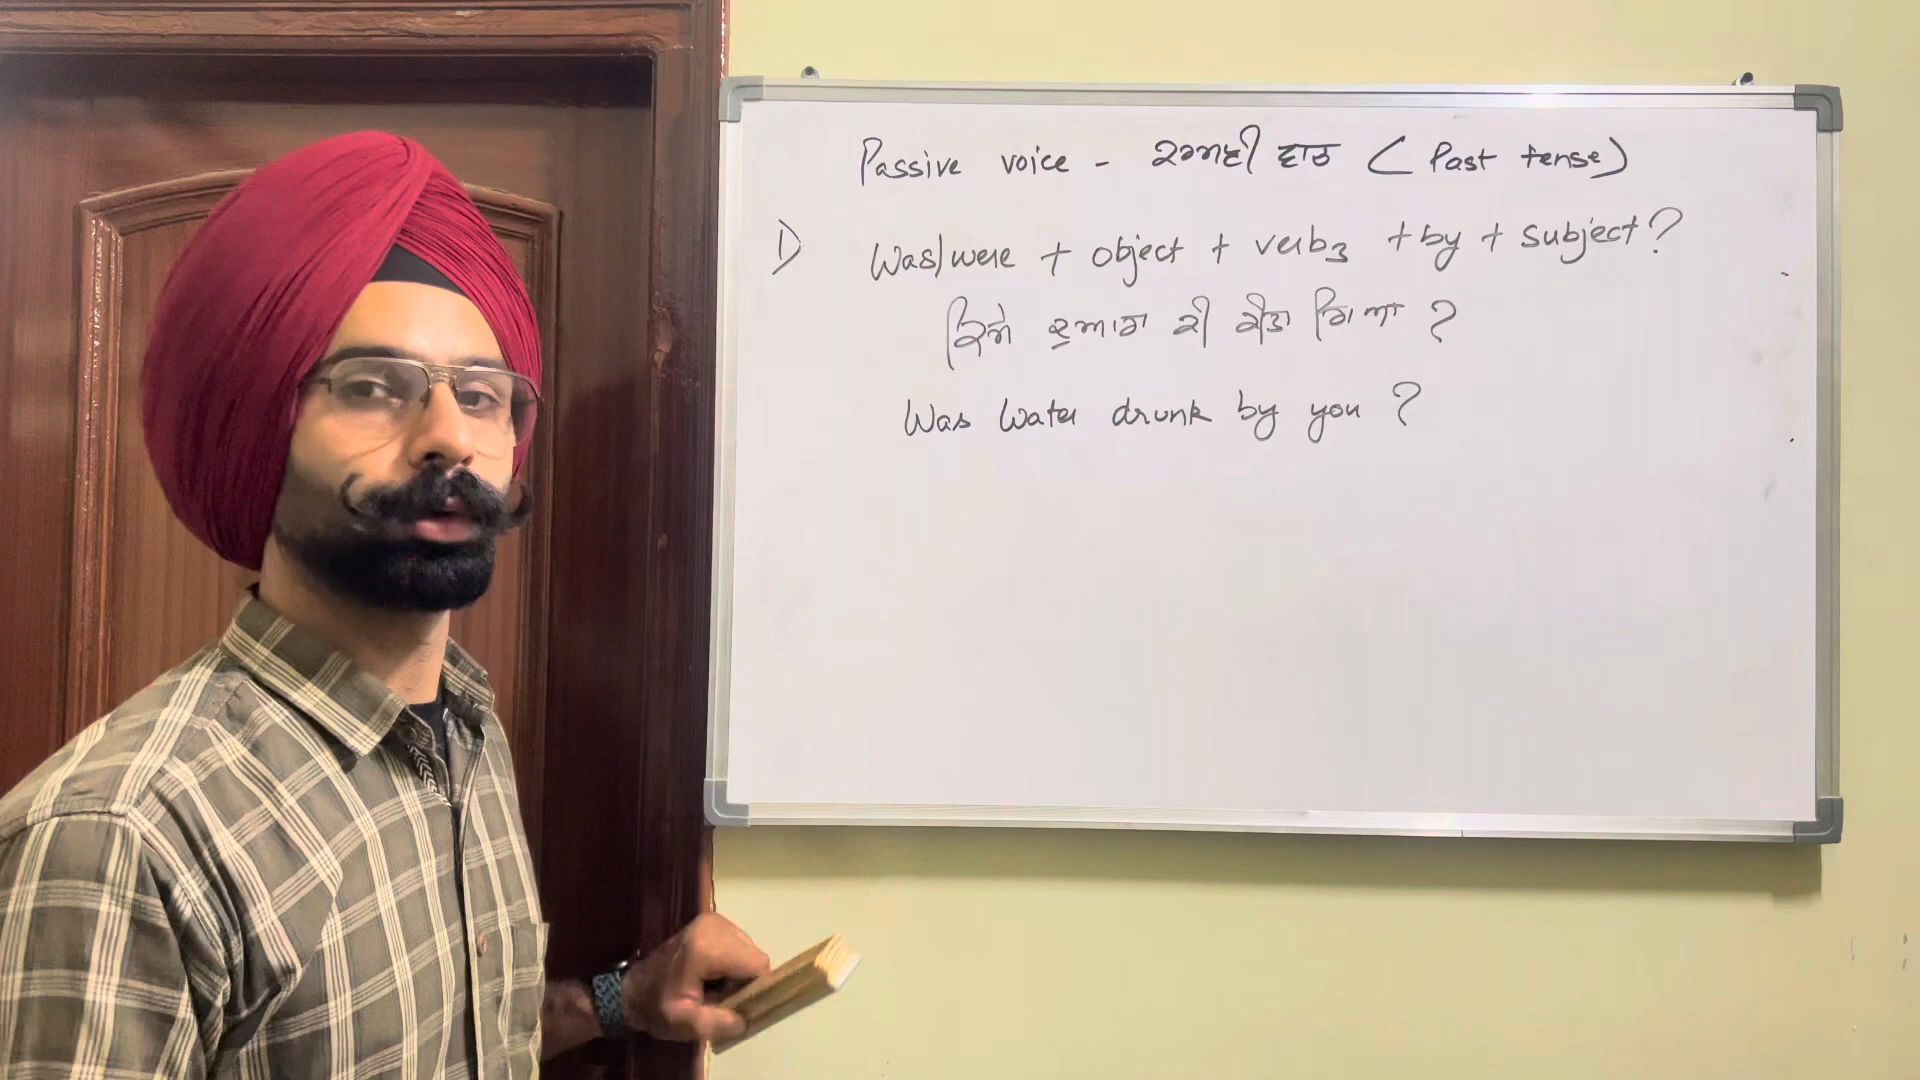 Passive voice - ਕਰਮਣੀ ਵਾਚ (Past tense)
1) Was/were + object + verb3 + by + subject?
ਕਿਸੇ ਦੁਆਰਾ ਕੀ ਕੀਤਾ ਗਿਆ ?
Was Water drunk by you ?